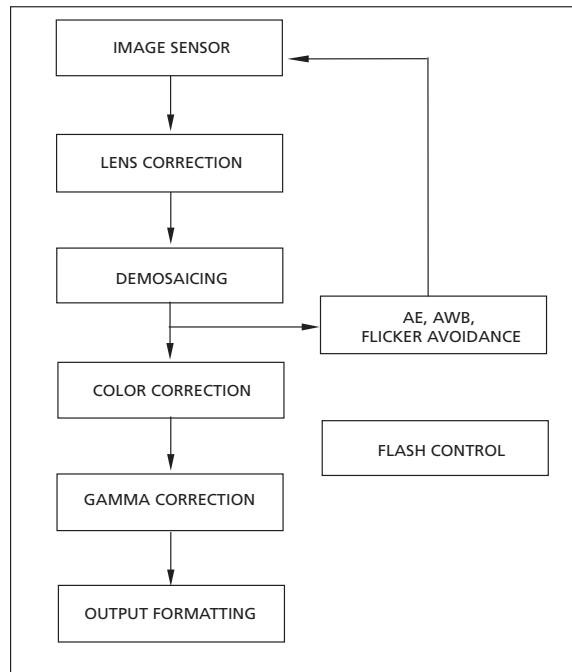 IMAGE SENSOR
LENS CORRECTION
DEMOSAICING
AE, AWB,
FLICKER AVOIDANCE
COLOR CORRECTION
FLASH CONTROL
GAMMA CORRECTION
OUTPUT FORMATTING